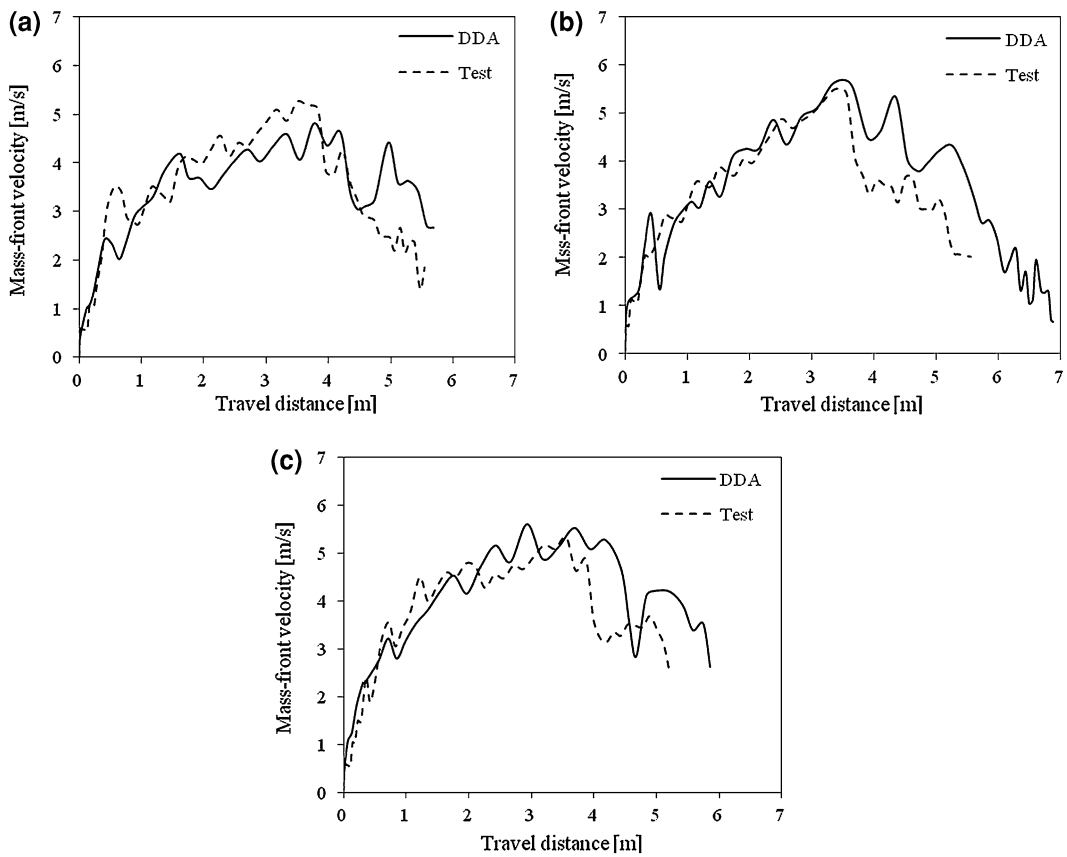 (a)
7
6
5
4
3
2
1
0
0 1 2 3 4 5 6 7
Mass-front velocity [m/s]
Travel distance [m]
DDA
Test
(b)
7
6
5
4
3
2
1
0
0 1 2 3 4 5 6 7
Mss-front velocity [m/s]
Travel distance [m]
DDA
Test
(c)
7
6
5
4
3
2
1
0
0 1 2 3 4 5 6 7
Mass-front velocity [m/s]
Travel distance [m]
DDA
Test